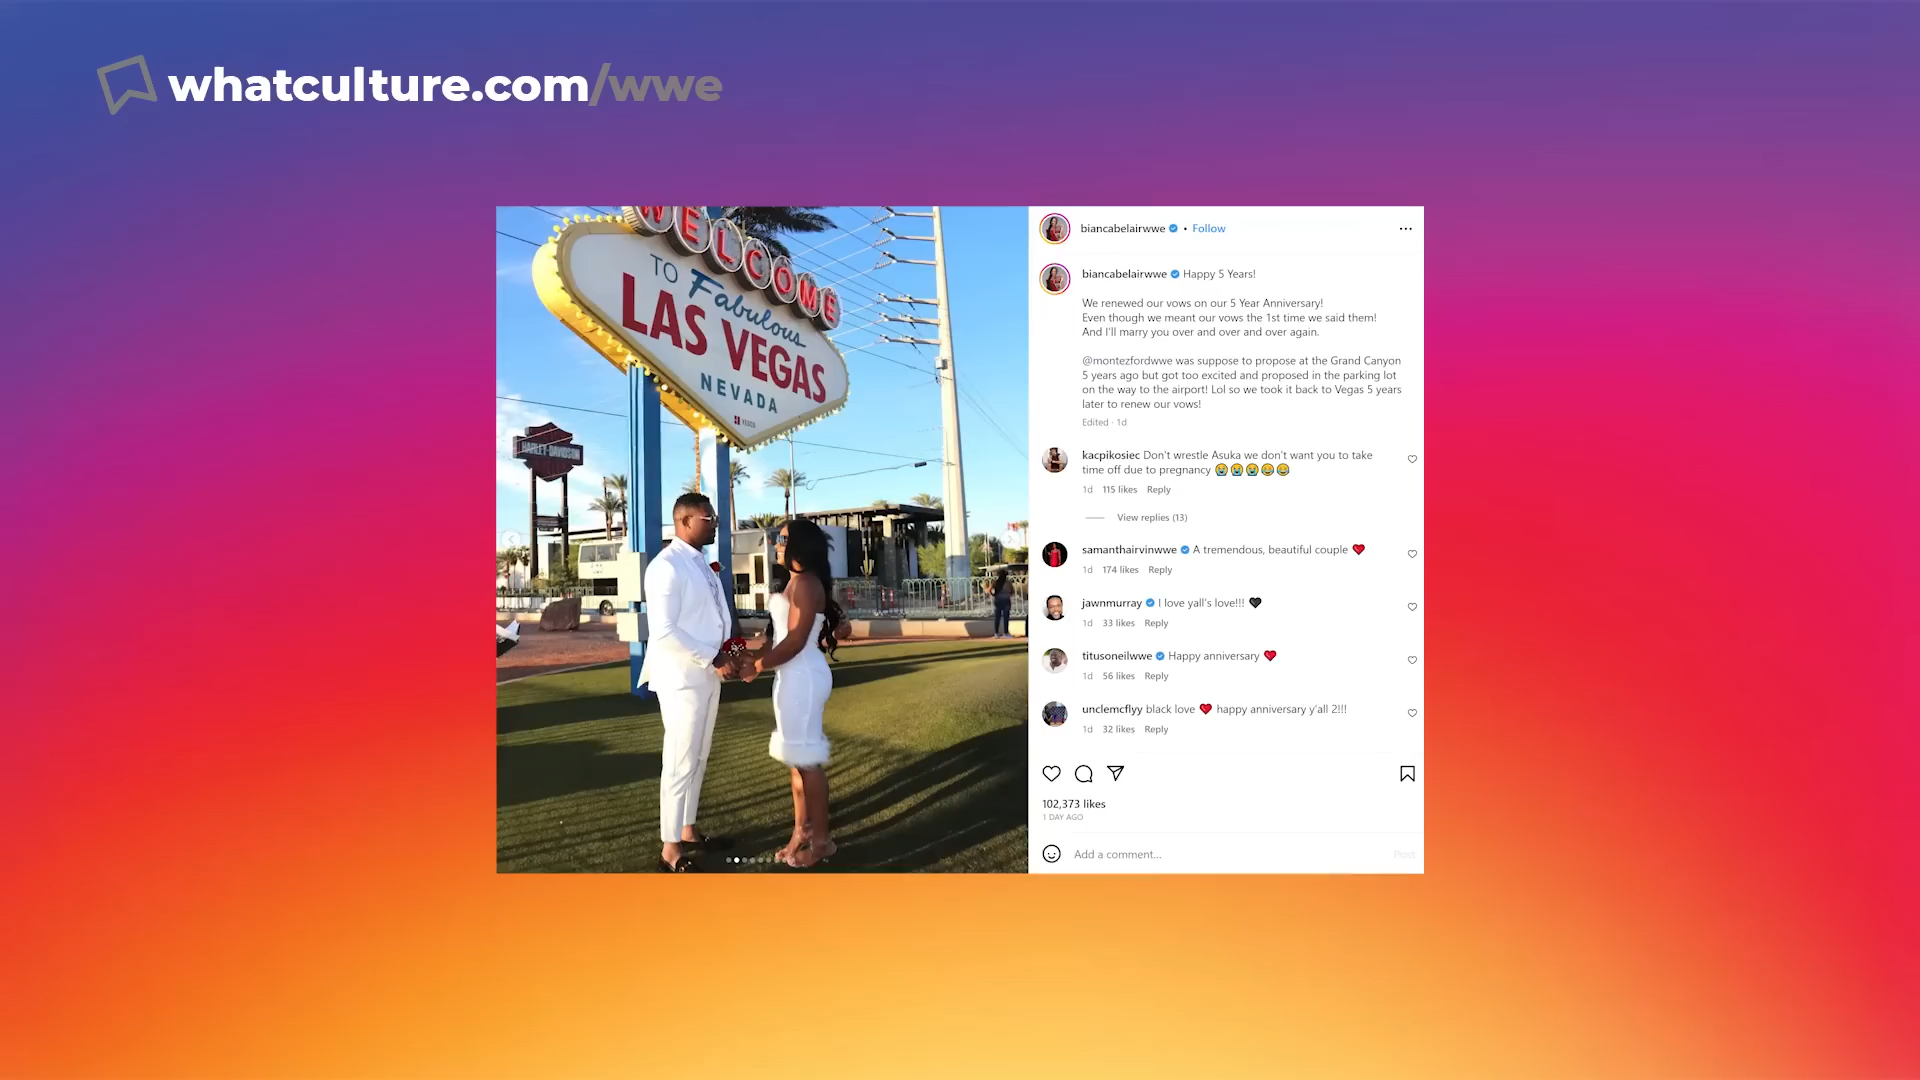 whatculture.com/wwe
WELCOME
TO Fabulous
LAS VEGAS
NEVADA
YESCO
HARLEY-DAVIDSON
biancabelairwwe • Follow
biancabelairwwe Happy 5 Years!
We renewed our vows on our 5 Year Anniversary!
Even though we meant our vows the 1st time we said them!
And I'll marry you over and over and over again.
@montezfordwwe was suppose to propose at the Grand Canyon
5 years ago but got too excited and proposed in the parking lot
on the way to the airport! Lol so we took it back to Vegas 5 years
later to renew our vows!
Edited · 1d
kacpikosiec Don't wrestle Asuka we don't want you to take
time off due to pregnancy 😭😭😭😂😂
1d 115 likes Reply
View replies (13)
samanthairvinwwe A tremendous, beautiful couple ❤️
1d 174 likes Reply
jawnmurray I love yall's love!!! 🖤
1d 33 likes Reply
titusoneilwwe Happy anniversary ❤️
1d 56 likes Reply
unclemcflyy black love ❤️ happy anniversary y'all 2!!!
1d 32 likes Reply
102,373 likes
1 DAY AGO
Add a comment...
Post